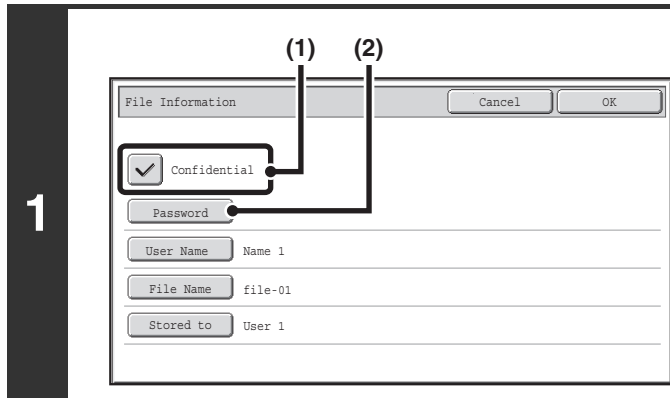 (1) (2)
File Information Cancel OK
Confidential
1
Password
User Name Name 1
File Name file-01
Stored to User 1